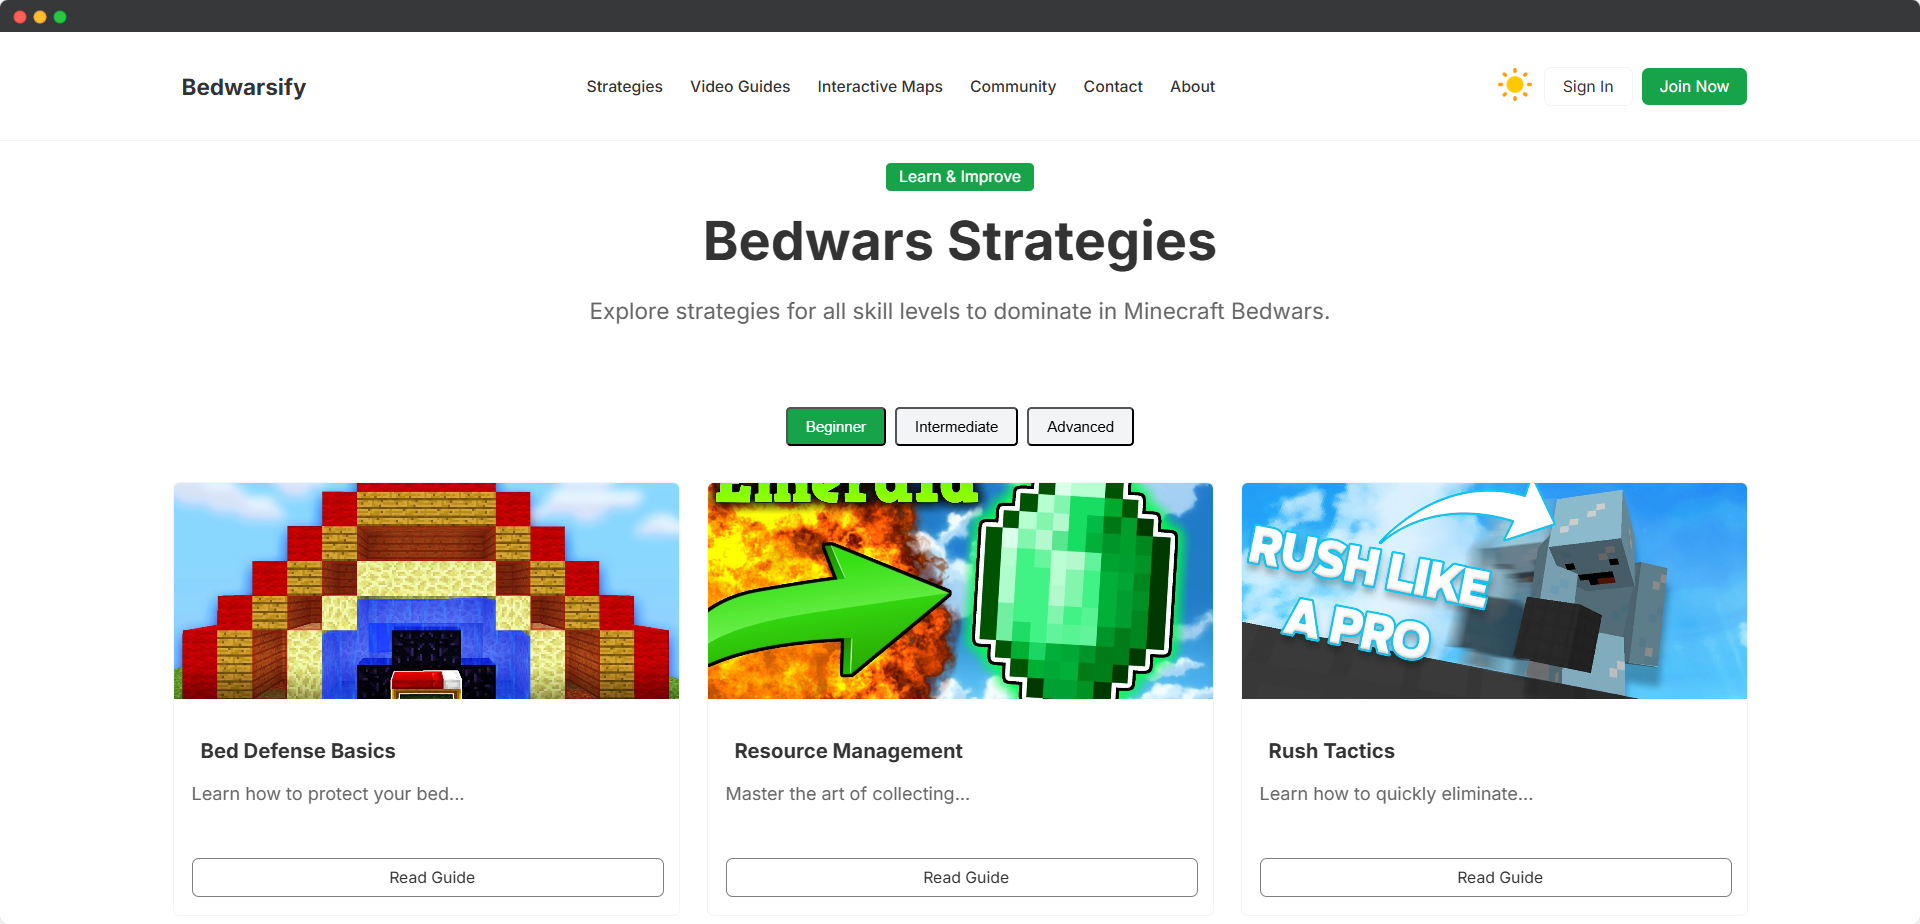 Bedwarsify
Strategies Video Guides Interactive Maps Community Contact About
Sign In
Join Now
Learn & Improve
Bedwars Strategies
Explore strategies for all skill levels to dominate in Minecraft Bedwars.
Beginner
Intermediate
Advanced
Emerald
RUSH LIKE
A PRO
Bed Defense Basics
Learn how to protect your bed...
Read Guide
Resource Management
Master the art of collecting...
Read Guide
Rush Tactics
Learn how to quickly eliminate...
Read Guide